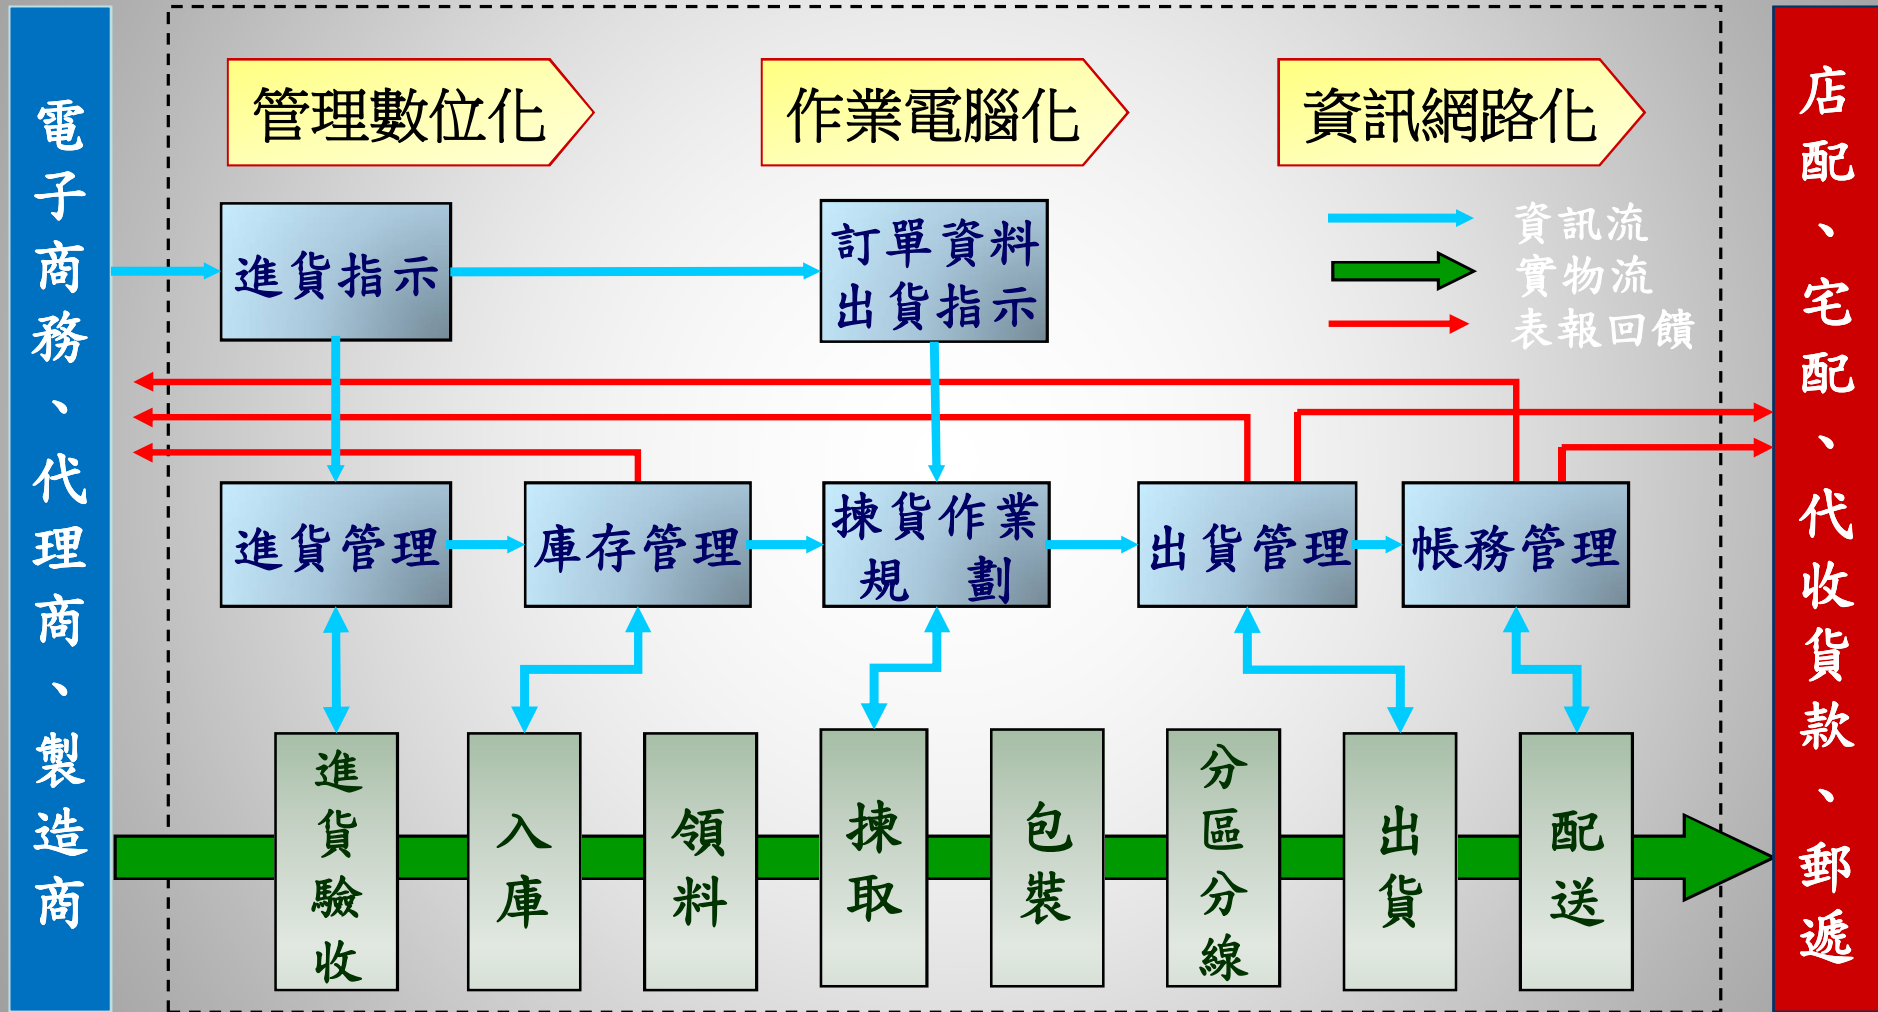 電子商務、代理商、製造商
管理數位化
作業電腦化
資訊網路化
資訊流
實物流
表報回饋
進貨指示
訂單資料
出貨指示
進貨管理
庫存管理
揀貨作業
規 劃
出貨管理
帳務管理
進貨驗收
入庫
領料
揀取
包裝
分區分線
出貨
配送
店配、宅配、代收貨款、郵遞